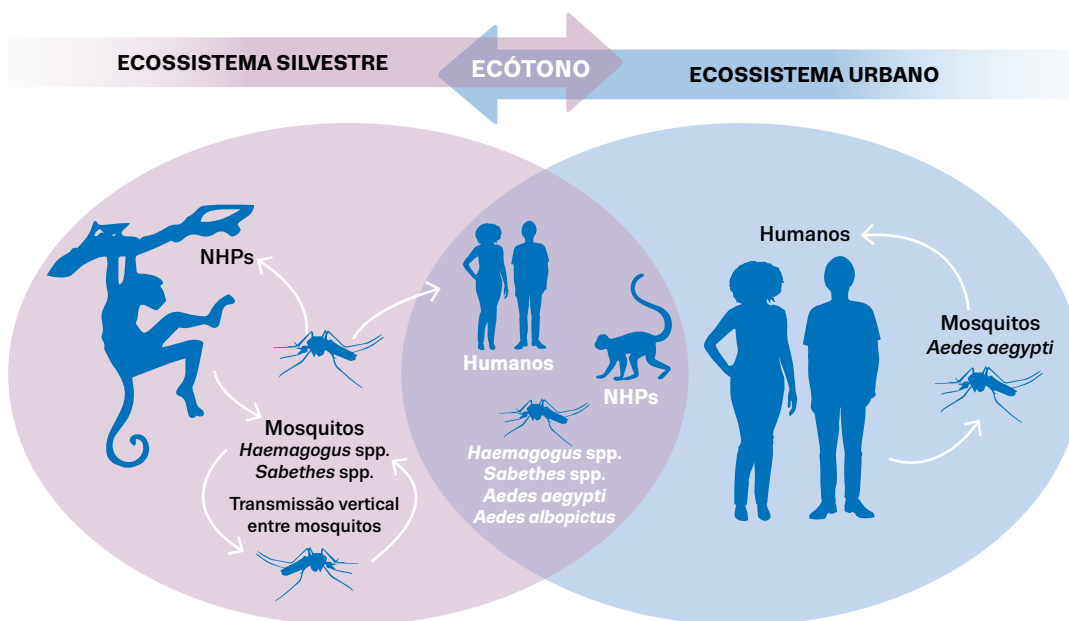 ECOSSISTEMA SILVESTRE
ECÓTONO
ECOSSISTEMA URBANO
NHPs
Mosquitos
Haemagogus spp.
Sabethes spp.
Transmissão vertical
entre mosquitos
Humanos
NHPs
Haemagogus spp.
Sabethes spp.
Aedes aegypti
Aedes albopictus
Humanos
Mosquitos
Aedes aegypti